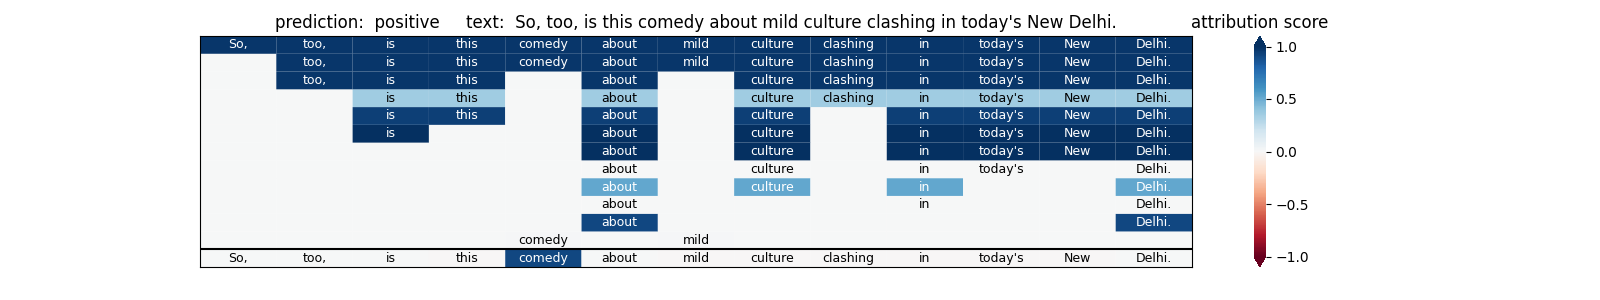 prediction:  positive     text:  So, too, is this comedy about mild culture clashing in today's New Delhi.     attribution score
So, too, is this comedy about mild culture clashing in today's New Delhi. 1.0
too, is this comedy about mild culture clashing in today's New Delhi.
too, is this about culture clashing in today's New Delhi.
is this about culture clashing in today's New Delhi. 0.5
is this about culture in today's New Delhi.
is about culture in today's New Delhi.
about culture in today's New Delhi. 0.0
about culture in today's Delhi.
about culture in Delhi.
about in Delhi. −0.5
about Delhi.
comedy mild
So, too, is this comedy about mild culture clashing in today's New Delhi. −1.0